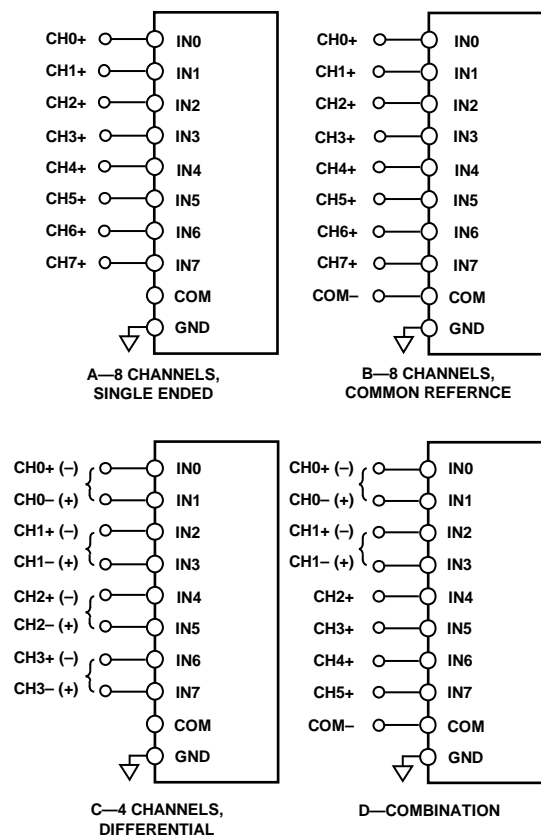 CH0+ IN0
CH1+ IN1
CH2+ IN2
CH3+ IN3
CH4+ IN4
CH5+ IN5
CH6+ IN6
CH7+ IN7
COM
GND
A—8 CHANNELS,
SINGLE ENDED
CH0+ IN0
CH1+ IN1
CH2+ IN2
CH3+ IN3
CH4+ IN4
CH5+ IN5
CH6+ IN6
CH7+ IN7
COM– COM
GND
B—8 CHANNELS,
COMMON REFERNCE
CH0+ (–) IN0
CH0– (+) IN1
CH1+ (–) IN2
CH1– (+) IN3
CH2+ (–) IN4
CH2– (+) IN5
CH3+ (–) IN6
CH3– (+) IN7
COM
GND
C—4 CHANNELS,
DIFFERENTIAL
CH0+ (–) IN0
CH0– (+) IN1
CH1+ (–) IN2
CH1– (+) IN3
CH2+ IN4
CH3+ IN5
CH4+ IN6
CH5+ IN7
COM– COM
GND
D—COMBINATION